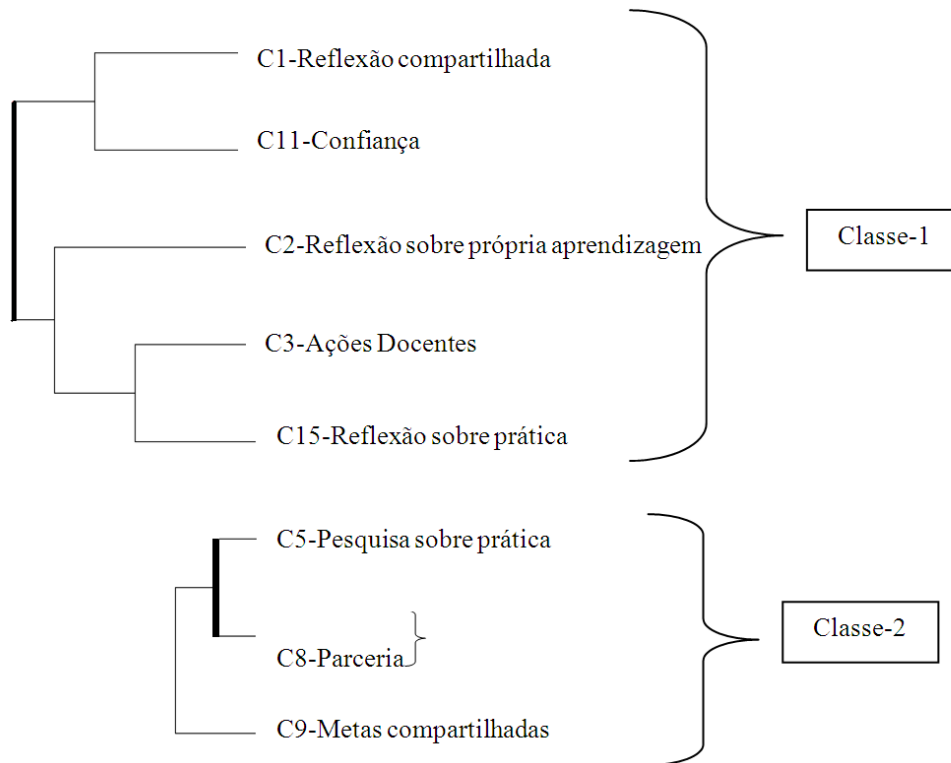 C1-Reflexão compartilhada
C11-Confiança
C2-Reflexão sobre própria aprendizagem
Classe-1
C3-Ações Docentes
C15-Reflexão sobre prática
C5-Pesquisa sobre prática
Classe-2
C8-Parceria
C9-Metas compartilhadas